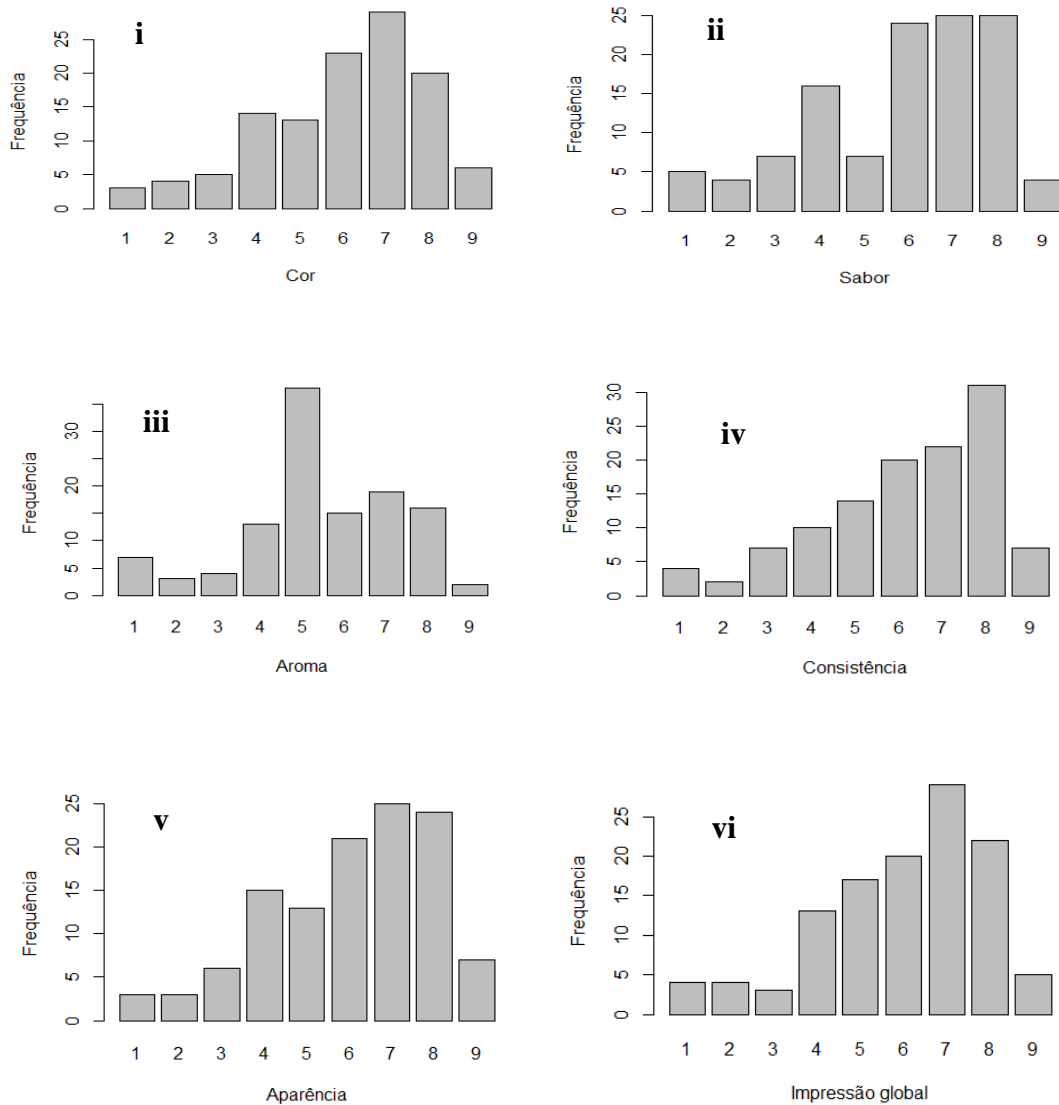 i
Frequência
0 5 10 15 20 25
1 2 3 4 5 6 7 8 9
Cor
ii
Frequência
0 5 10 15 20 25
1 2 3 4 5 6 7 8 9
Sabor
iii
Frequência
0 5 10 20 30
1 2 3 4 5 6 7 8 9
Aroma
iv
Frequência
0 5 10 15 20 25 30
1 2 3 4 5 6 7 8 9
Consistência
v
Frequência
0 5 10 15 20 25
1 2 3 4 5 6 7 8 9
Aparência
vi
Frequência
0 5 10 15 20 25
1 2 3 4 5 6 7 8 9
Impressão global